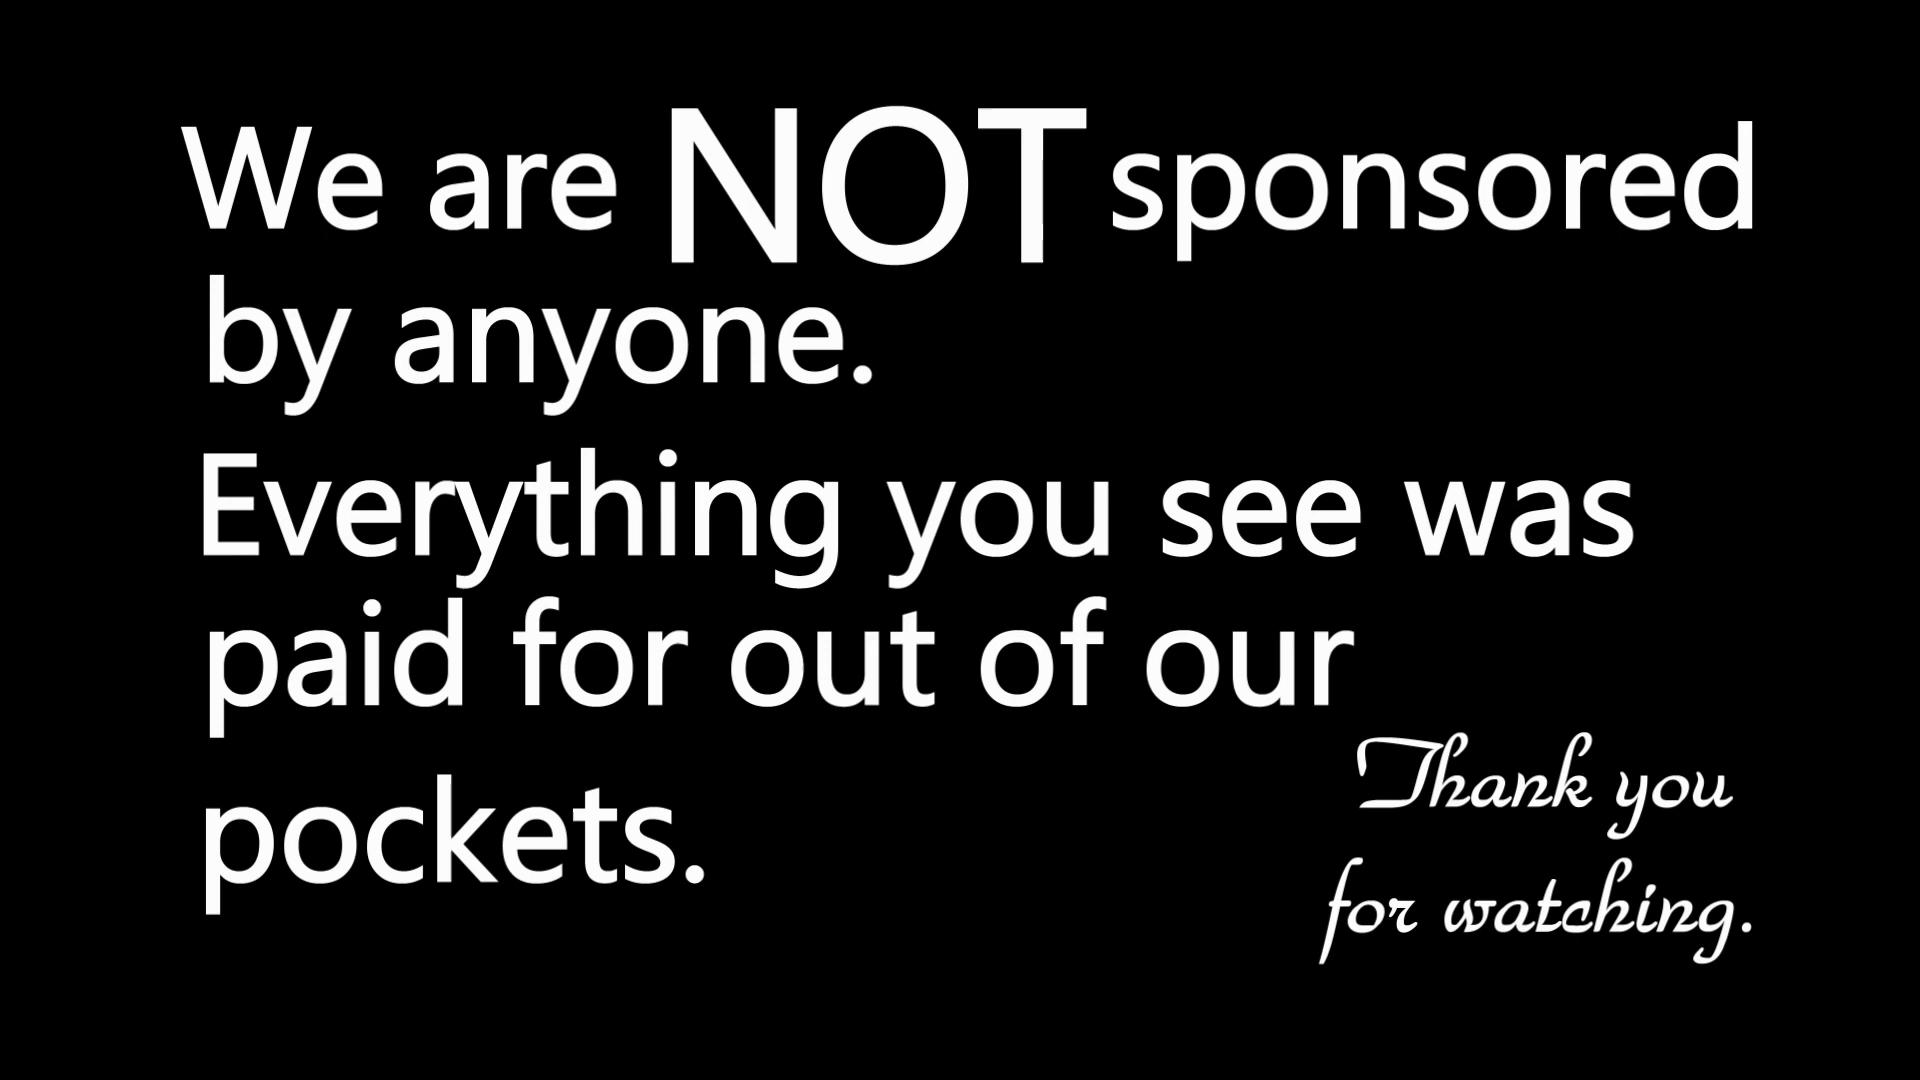 We are NOT sponsored
by anyone.
Everything you see was
paid for out of our
pockets.
Thank you
for watching.